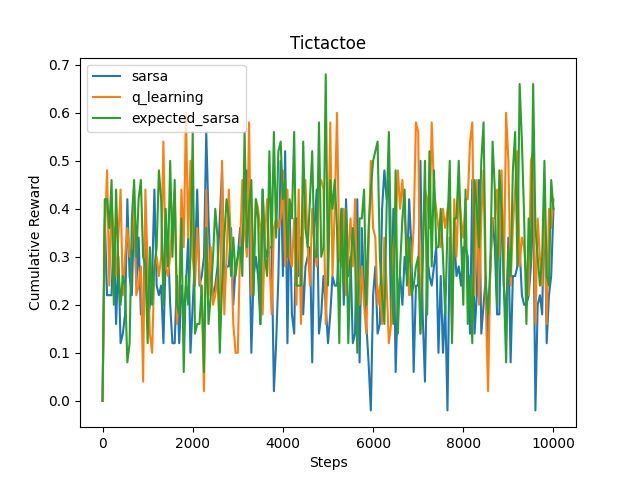 Tictactoe
sarsa
q_learning
expected_sarsa
Cumulative Reward
0.7
0.6
0.5
0.4
0.3
0.2
0.1
0.0
0 2000 4000 6000 8000 10000
Steps